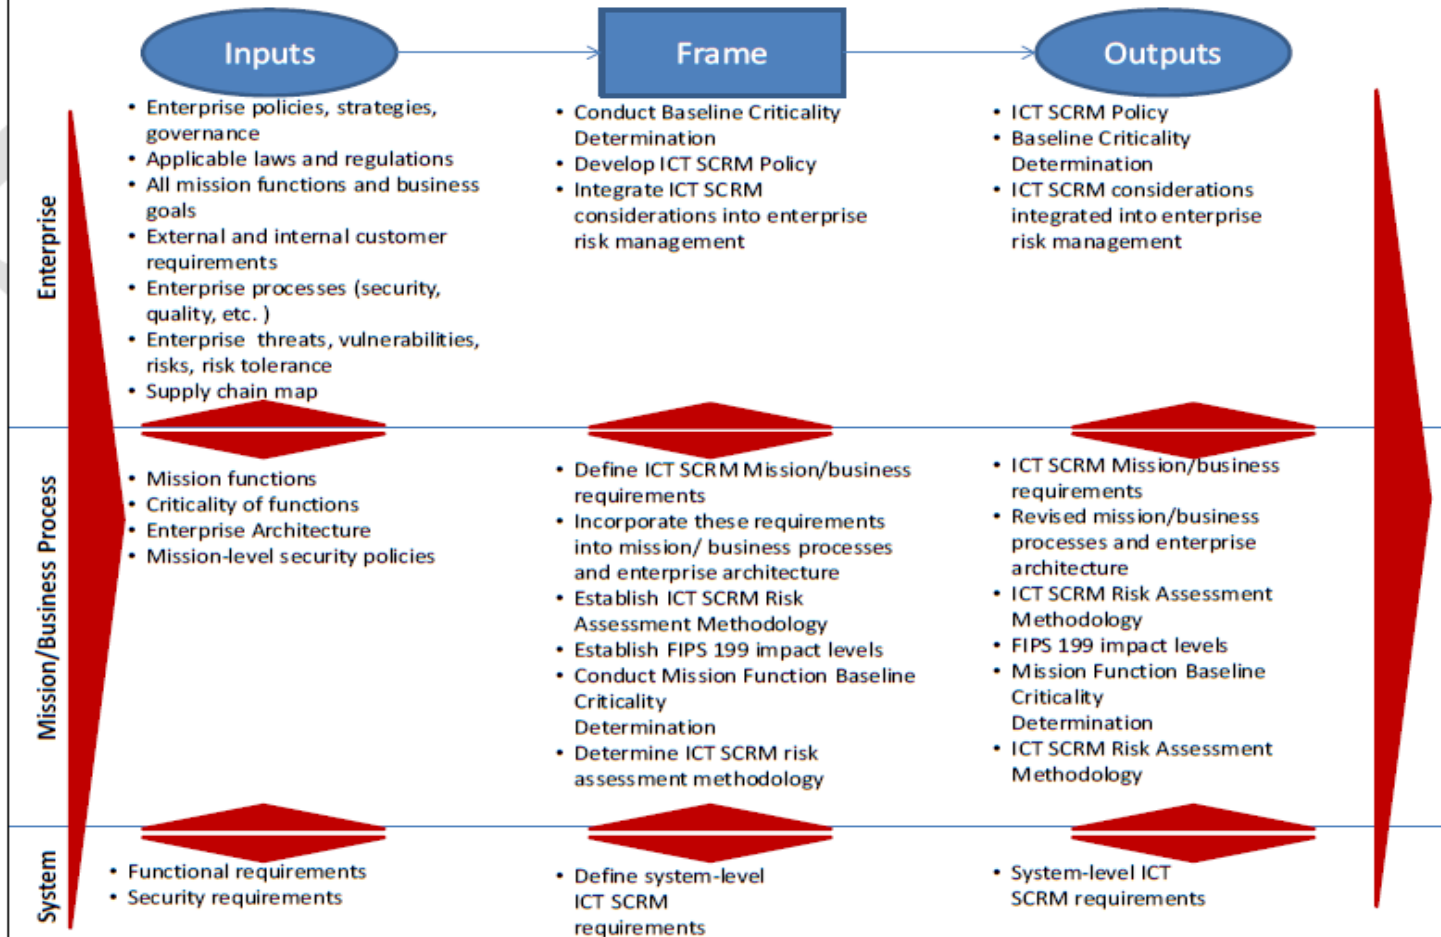 Inputs
Frame
Outputs
Enterprise
• Enterprise policies, strategies,
governance
• Applicable laws and regulations
• All mission functions and business
goals
• External and internal customer
requirements
• Enterprise processes (security,
quality, etc. )
• Enterprise threats, vulnerabilities,
risks, risk tolerance
• Supply chain map
• Conduct Baseline Criticality
Determination
• Develop ICT SCRM Policy
• Integrate ICT SCRM
considerations into enterprise
risk management
• ICT SCRM Policy
• Baseline Criticality
Determination
• ICT SCRM considerations
integrated into enterprise
risk management
Mission/Business Process
• Mission functions
• Criticality of functions
• Enterprise Architecture
• Mission-level security policies
• Define ICT SCRM Mission/business
requirements
• Incorporate these requirements
into mission/ business processes
and enterprise architecture
• Establish ICT SCRM Risk
Assessment Methodology
• Establish FIPS 199 impact levels
• Conduct Mission Function Baseline
Criticality
Determination
• Determine ICT SCRM risk
assessment methodology
• ICT SCRM Mission/business
requirements
• Revised mission/business
processes and enterprise
architecture
• ICT SCRM Risk Assessment
Methodology
• FIPS 199 impact levels
• Mission Function Baseline
Criticality
Determination
• ICT SCRM Risk Assessment
Methodology
System
• Functional requirements
• Security requirements
• Define system-level
ICT SCRM
requirements
• System-level ICT
SCRM requirements